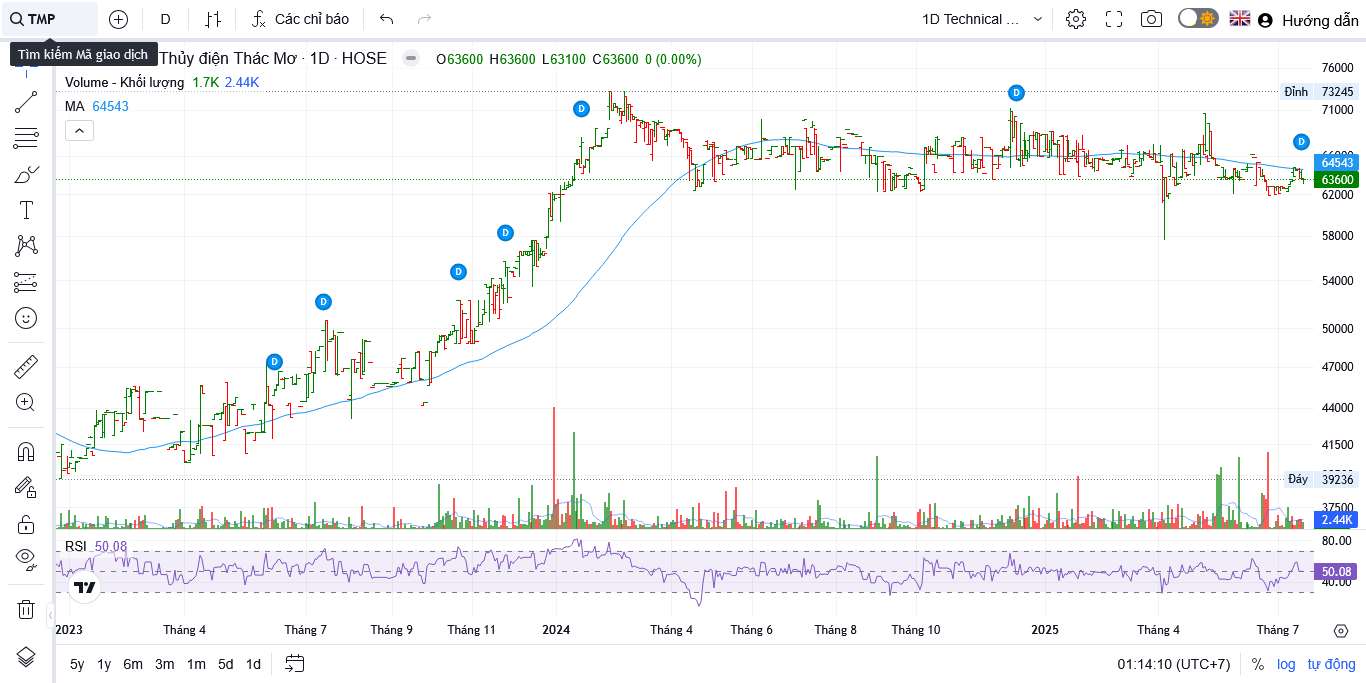 TMP
D
Các chỉ báo
1D Technical ...
Hướng dẫn
Tìm kiếm Mã giao dịch
Thủy điện Thác Mơ · 1D · HOSE
O63600 H63600 L63100 C63600 0 (0.00%)
Volume - Khối lượng 1.7K 2.44K
MA 64543
76000
Đỉnh 73245
71000
64543
63600
62000
58000
54000
50000
47000
44000
41500
Đáy 39236
37500
2.44K
D
D
D
D
D
D
D
RSI 50.08
80.00
50.08
40.00
2023 Tháng 4 Tháng 7 Tháng 9 Tháng 11 2024 Tháng 4 Tháng 6 Tháng 8 Tháng 10 2025 Tháng 4 Tháng 7
5y 1y 6m 3m 1m 5d 1d
01:14:10 (UTC+7) % log tự động